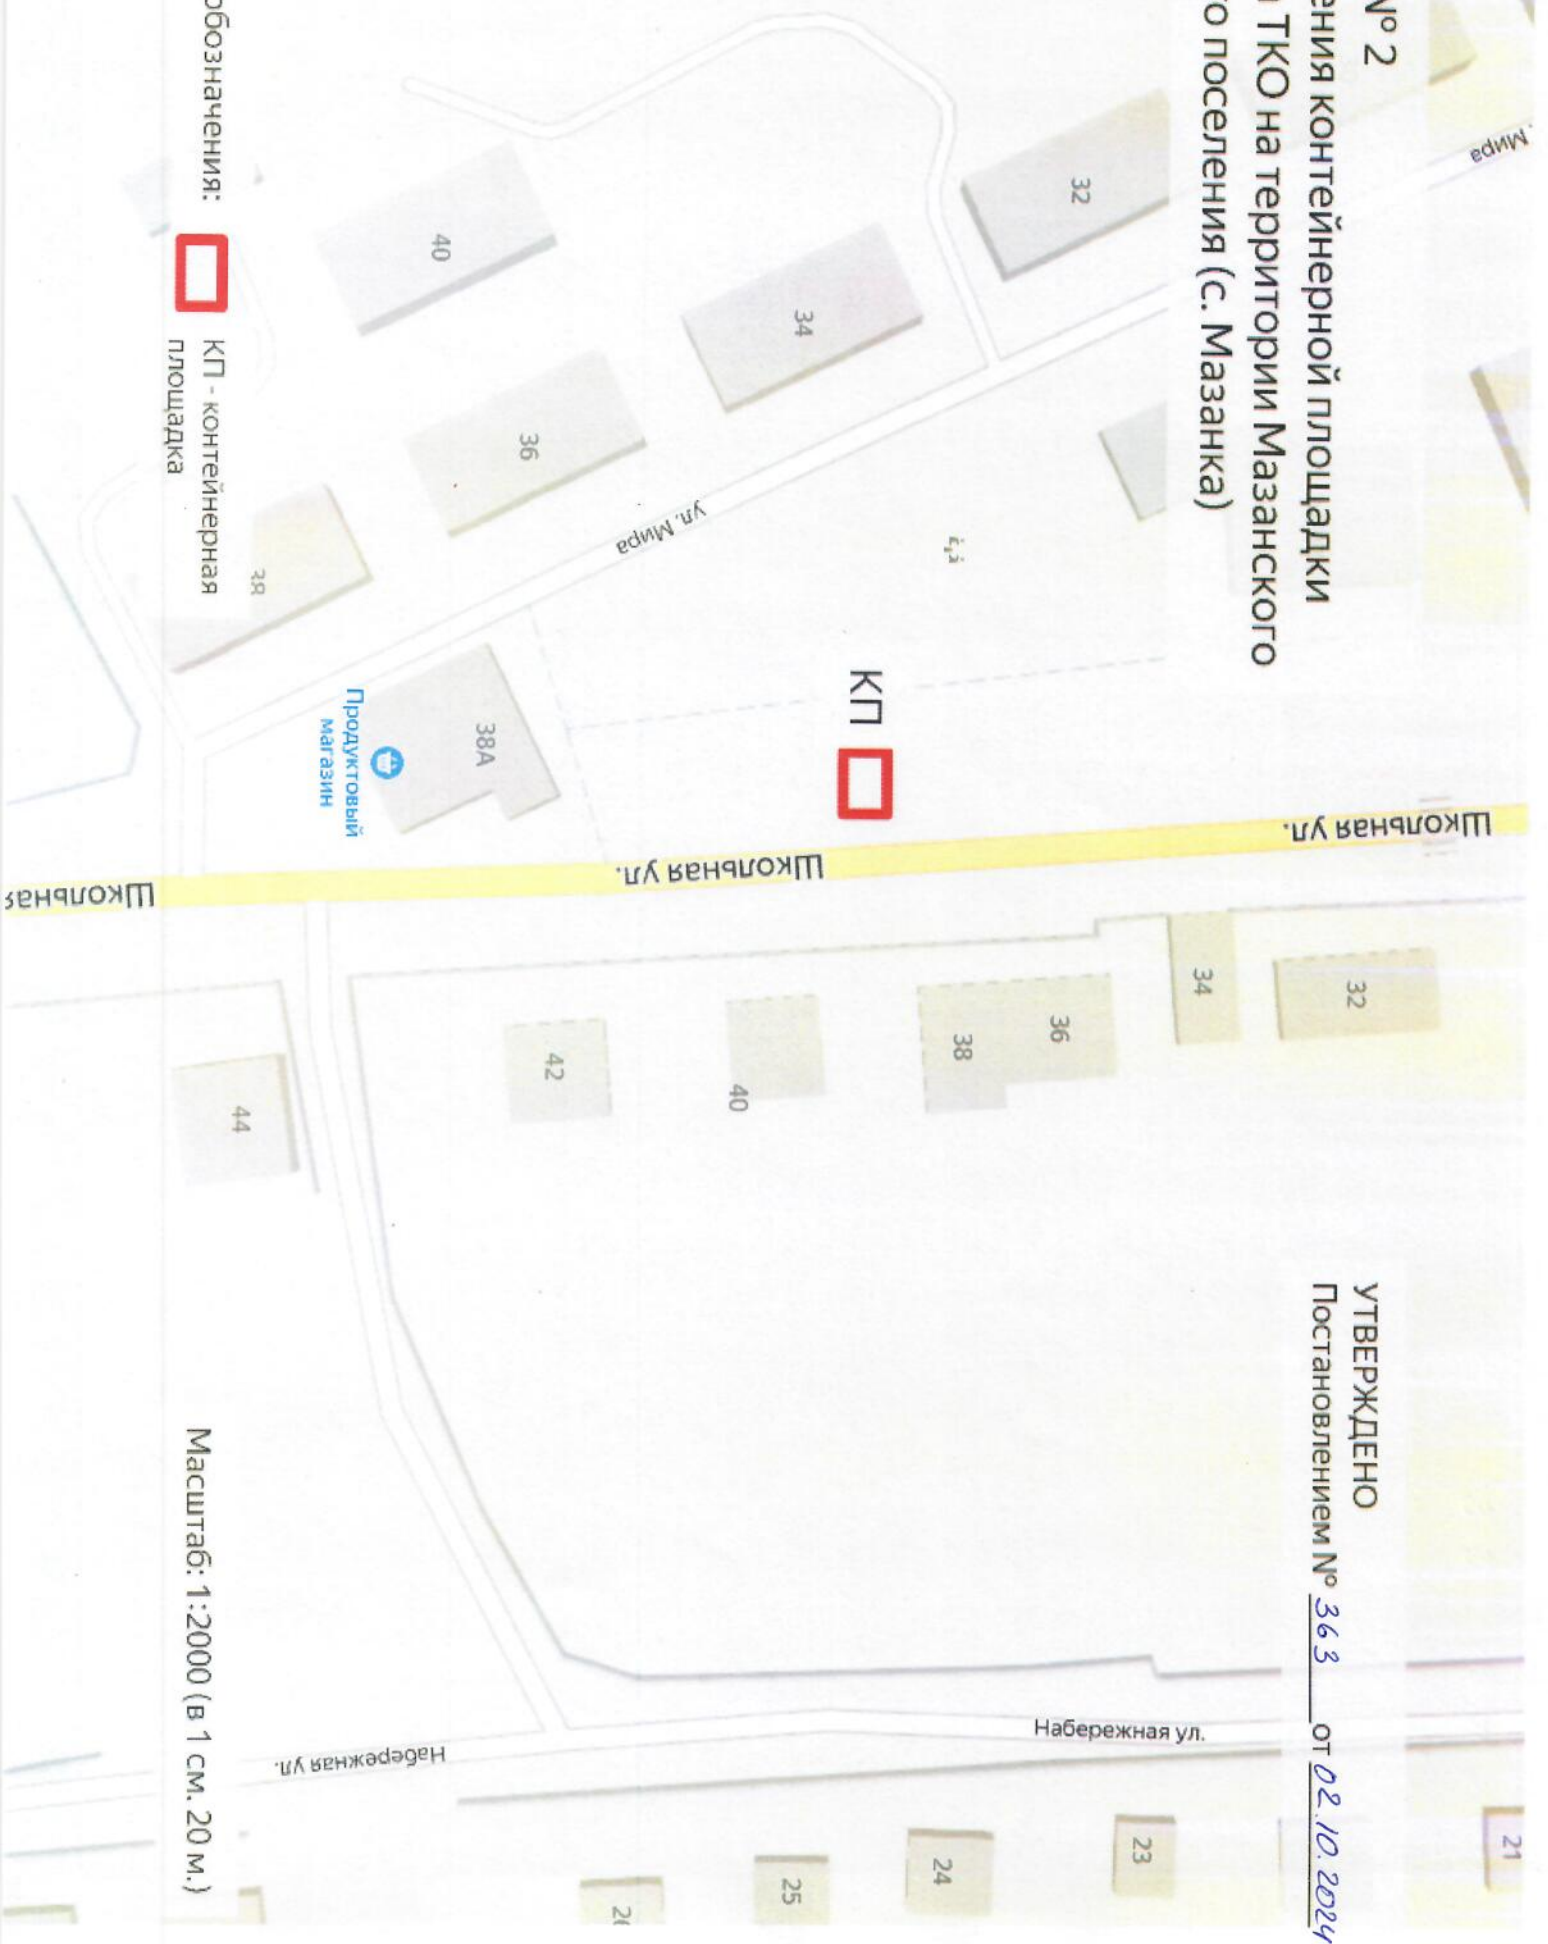 № 2
ения контейнерной площадки
ТКО на территории Мазанского
о поселения (с. Мазанка)
УТВЕРЖДЕНО
Постановлением № 363 от 02.10.2024
Мира
32
34
40
36
ул. Мира
38
38А
Продуктовый
магазин
КП
Школьная ул.
Школьная ул.
Школьная
32
34
36
38
40
42
44
Набережная ул.
Набережная ул.
21
23
24
25
обозначения:
КП - контейнерная
площадка
Масштаб: 1:2000 (в 1 см. 20 м.)